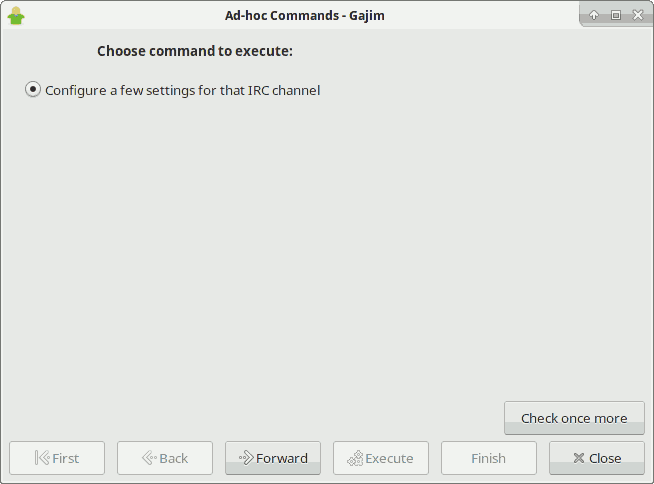 Ad-hoc Commands - Gajim
Choose command to execute:
Configure a few settings for that IRC channel
Check once more
First Back Forward Execute Finish Close